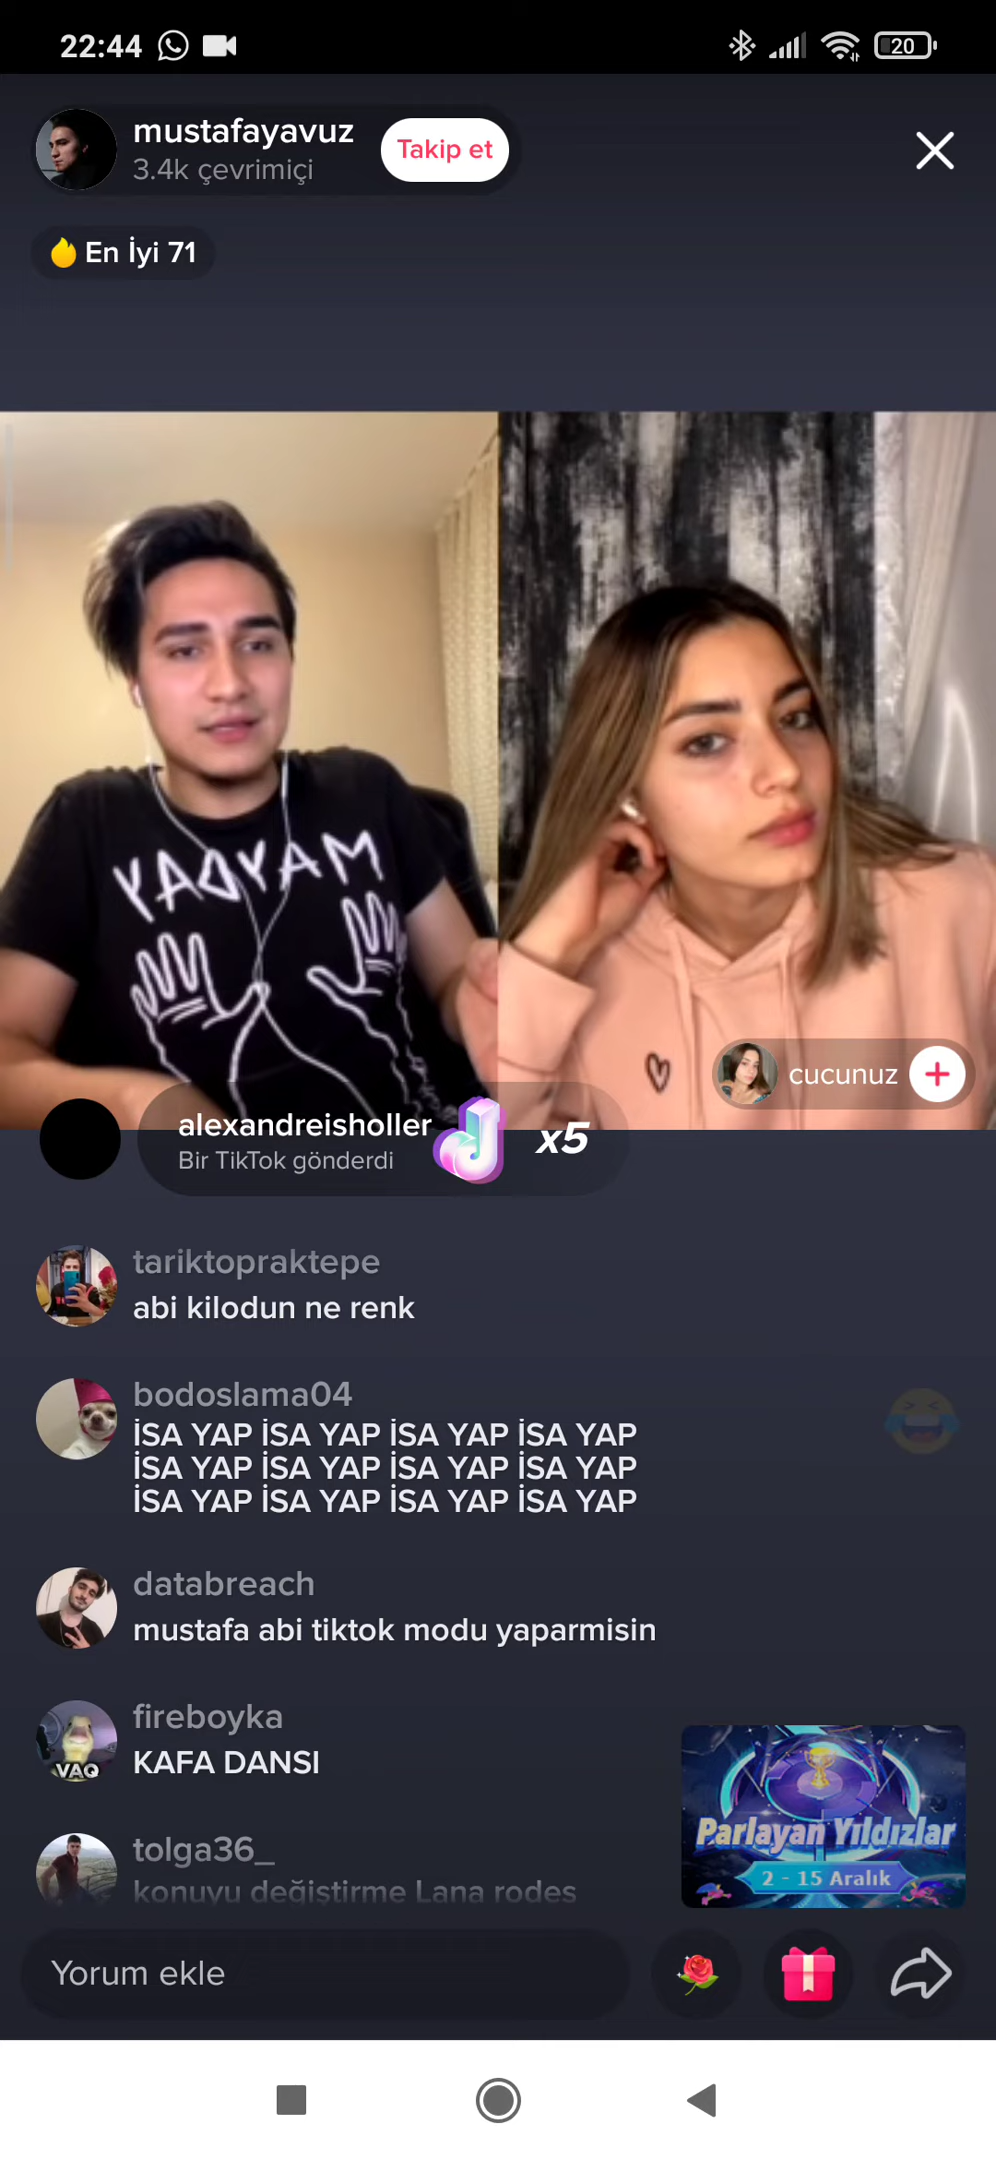 22:44
20
mustafayavuz
3.4k çevrimiçi
Takip et
En İyi 71
YADYAM
cucunuz
alexandreisholler
Bir TikTok gönderdi
x5
tariktopraktepe
abi kilodun ne renk
bodoslama04
İSA YAP İSA YAP İSA YAP İSA YAP
İSA YAP İSA YAP İSA YAP İSA YAP
İSA YAP İSA YAP İSA YAP İSA YAP
databreach
mustafa abi tiktok modu yaparmisin
fireboyka
KAFA DANSI
VAQ
tolga36_
konuyu değiştirme Lana rodes
Parlayan Yıldızlar
2 - 15 Aralık
Yorum ekle